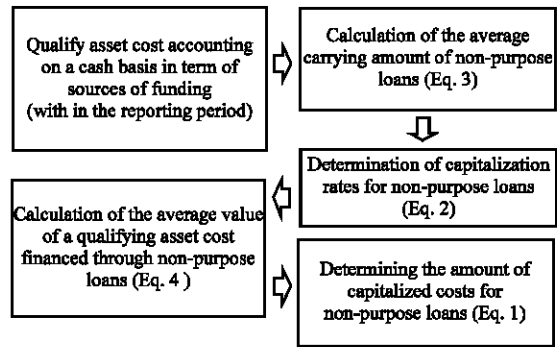 Qualify asset cost accounting
on a cash basis in term of
sources of funding
(with in the reporting period)
Calculation of the average
carrying amount of non-purpose
loans (Eq. 3)
Determination of capitalization
rates for non-purpose loans
(Eq. 2)
Calculation of the average value
of a qualifying asset cost
financed through non-purpose
loans (Eq. 4 )
Determining the amount of
capitalized costs for
non-purpose loans (Eq. 1)